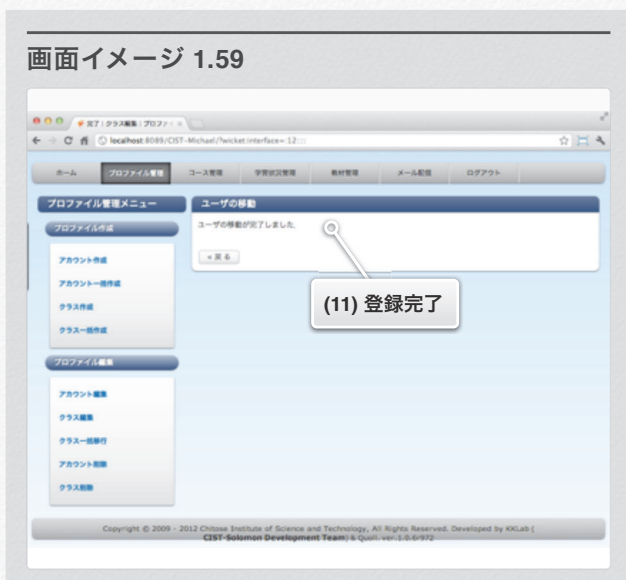 画面イメージ 1.59
完了 | クラス編集 | プロファイ
localhost:8089/CIST-Michael/?wicket:interface=:12::::
ホーム プロファイル管理 コース管理 学習状況管理 教材管理 メール配信 ログアウト
プロファイル管理メニュー
プロファイル作成
アカウント作成
アカウント一括作成
クラス作成
クラス一括作成
プロファイル編集
アカウント編集
クラス編集
クラス一括移行
アカウント削除
クラス削除
ユーザの移動
ユーザの移動が完了しました。
« 戻る
(11) 登録完了
Copyright © 2009 - 2012 Chitose Institute of Science and Technology, All Rights Reserved. Developed by KKLab (
CIST-Solomon Development Team) & Quoll. ver.1.0.6r972